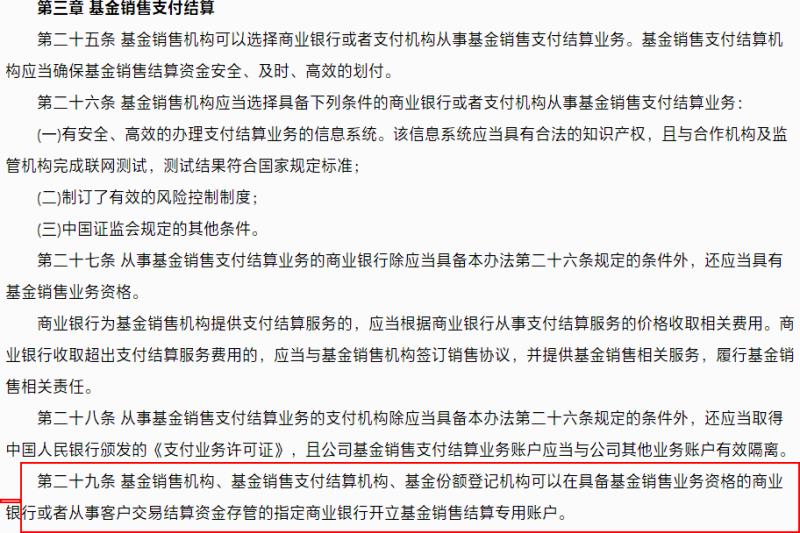 第三章 基金销售支付结算
第二十五条 基金销售机构可以选择商业银行或者支付机构从事基金销售支付结算业务。基金销售支付结算机
构应当确保基金销售结算资金安全、及时、高效的划付。
第二十六条 基金销售机构应当选择具备下列条件的商业银行或者支付机构从事基金销售支付结算业务：
(一)有安全、高效的办理支付结算业务的信息系统。该信息系统应当具有合法的知识产权，且与合作机构及监
管机构完成联网测试，测试结果符合国家规定标准；
(二)制订了有效的风险控制制度；
(三)中国证监会规定的其他条件。
第二十七条 从事基金销售支付结算业务的商业银行除应当具备本办法第二十六条规定的条件外，还应当具有
基金销售业务资格。
商业银行为基金销售机构提供支付结算服务的，应当根据商业银行从事支付结算服务的价格收取相关费用。商
业银行收取超出支付结算服务费用的，应当与基金销售机构签订销售协议，并提供基金销售相关服务，履行基金销
售相关责任。
第二十八条 从事基金销售支付结算业务的支付机构除应当具备本办法第二十六条规定的条件外，还应当取得
中国人民银行颁发的《支付业务许可证》，且公司基金销售支付结算业务账户应当与公司其他业务账户有效隔离。
第二十九条 基金销售机构、基金销售支付结算机构、基金份额登记机构可以在具备基金销售业务资格的商业
银行或者从事客户交易结算资金存管的指定商业银行开立基金销售结算专用账户。